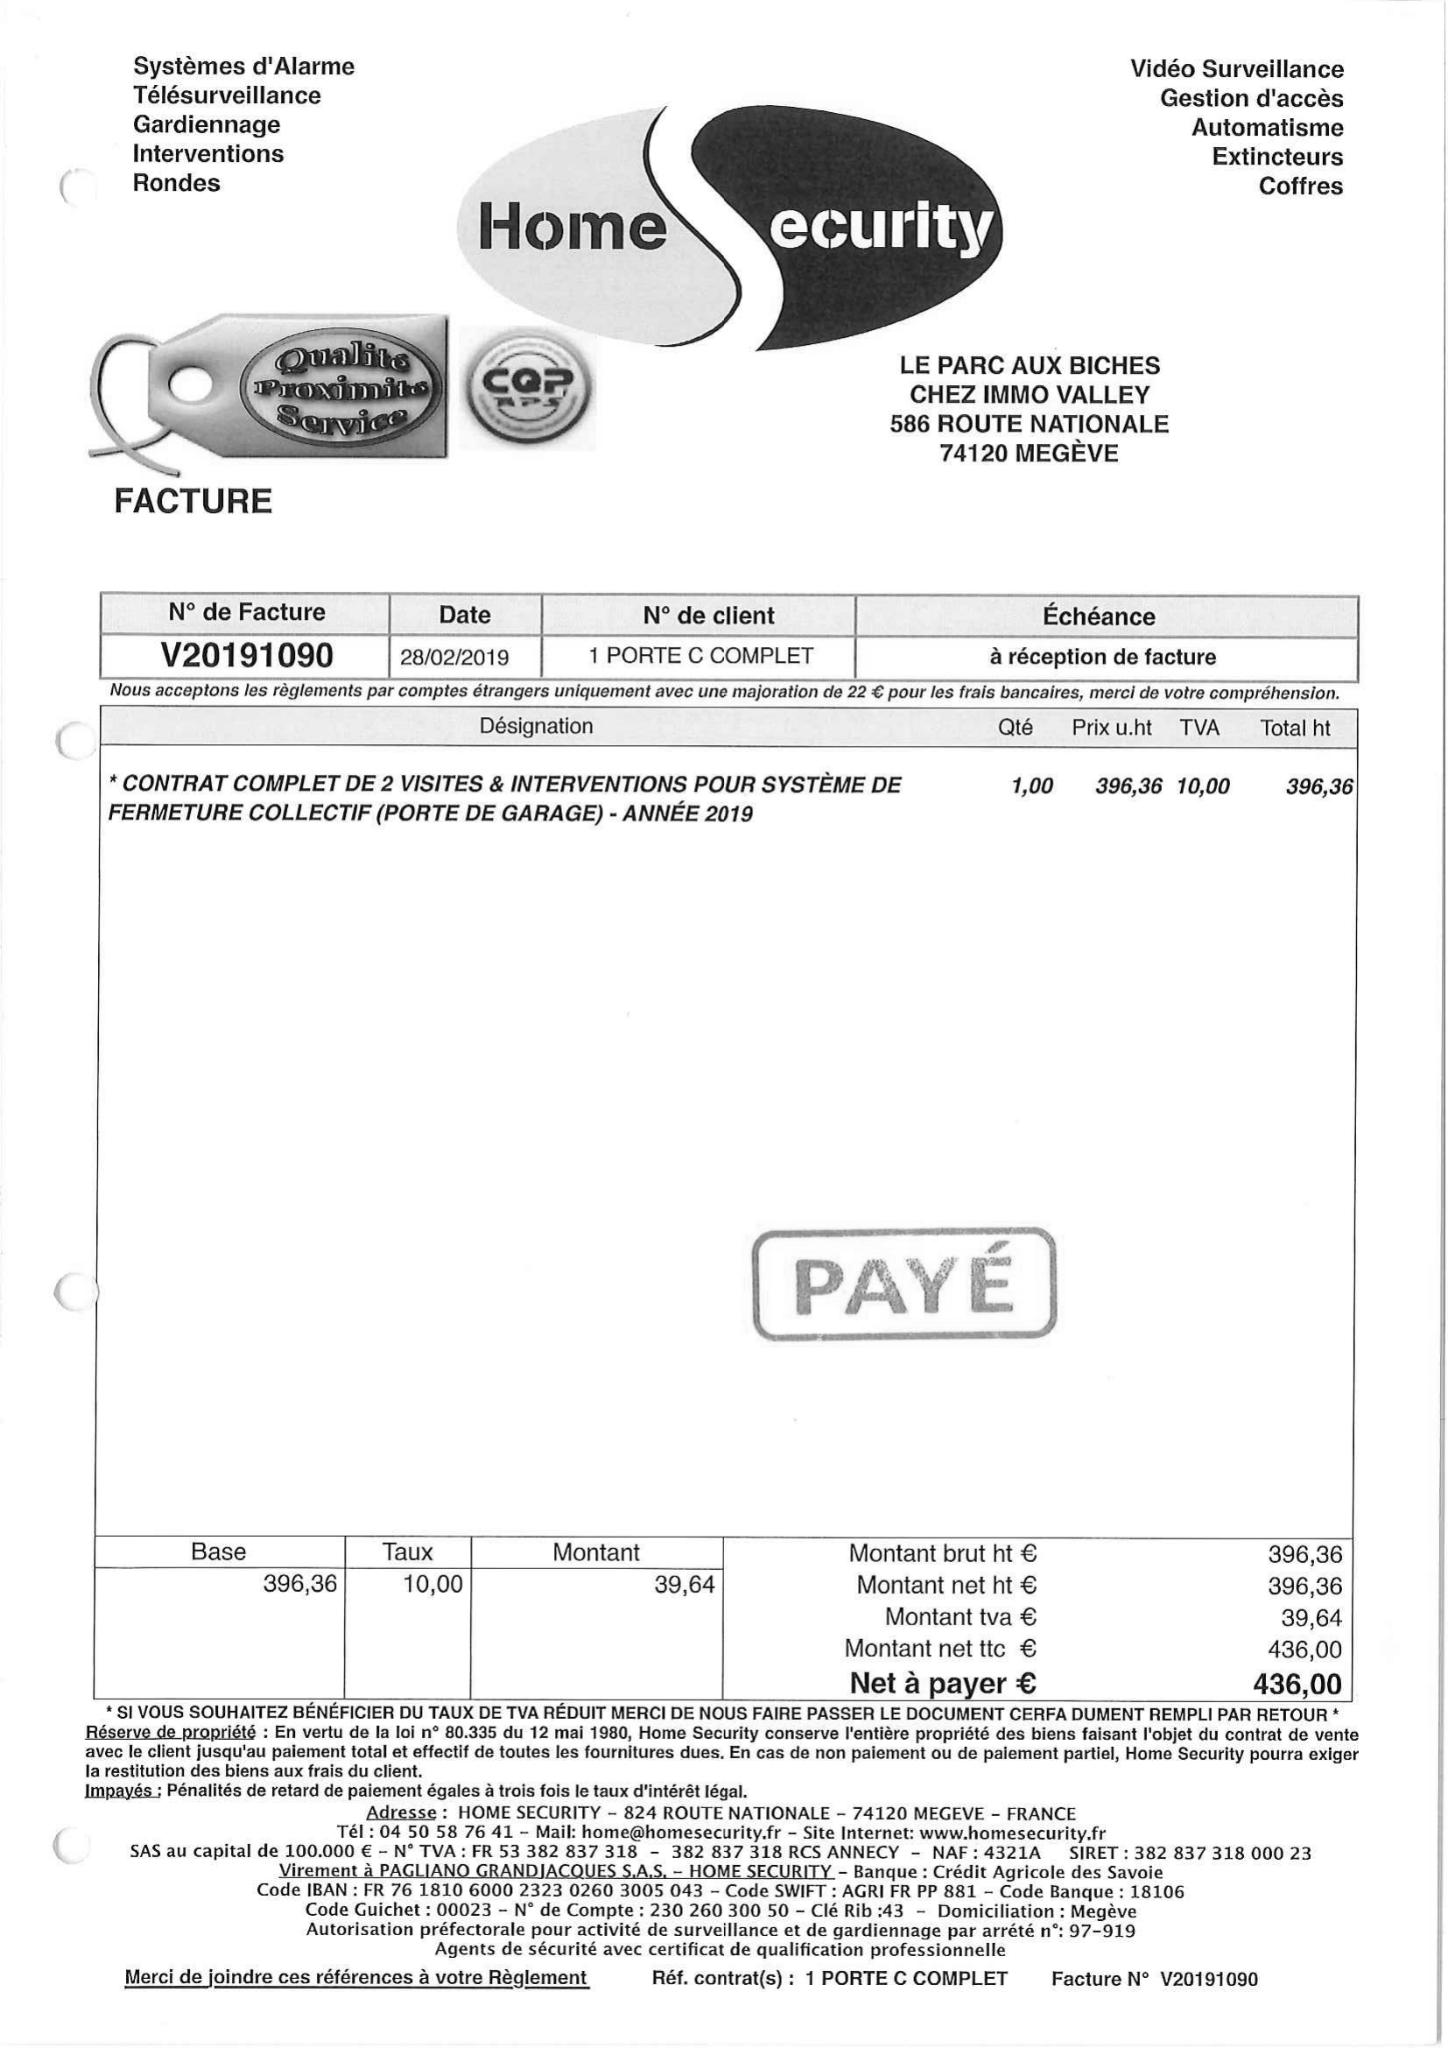 Systèmes d'Alarme
Télésurveillance
Gardiennage
Interventions
Rondes
Vidéo Surveillance
Gestion d'accès
Automatisme
Extincteurs
Coffres
Home Security
Qualité
Proximité
Service
CQP
APS
LE PARC AUX BICHES
CHEZ IMMO VALLEY
586 ROUTE NATIONALE
74120 MEGÈVE
FACTURE
N° de Facture Date N° de client Échéance
V20191090 28/02/2019 1 PORTE C COMPLET à réception de facture
Nous acceptons les règlements par comptes étrangers uniquement avec une majoration de 22 € pour les frais bancaires, merci de votre compréhension.
Désignation Qté Prix u.ht TVA Total ht
* CONTRAT COMPLET DE 2 VISITES & INTERVENTIONS POUR SYSTÈME DE 1,00 396,36 10,00 396,36
FERMETURE COLLECTIF (PORTE DE GARAGE) - ANNÉE 2019
PAYÉ
Base Taux Montant
396,36 10,00 39,64
Montant brut ht € 396,36
Montant net ht € 396,36
Montant tva € 39,64
Montant net ttc € 436,00
Net à payer € 436,00
* SI VOUS SOUHAITEZ BÉNÉFICIER DU TAUX DE TVA RÉDUIT MERCI DE NOUS FAIRE PASSER LE DOCUMENT CERFA DUMENT REMPLI PAR RETOUR *
Réserve de propriété : En vertu de la loi n° 80.335 du 12 mai 1980, Home Security conserve l'entière propriété des biens faisant l'objet du contrat de vente
avec le client jusqu'au paiement total et effectif de toutes les fournitures dues. En cas de non paiement ou de paiement partiel, Home Security pourra exiger
la restitution des biens aux frais du client.
Impayés : Pénalités de retard de paiement égales à trois fois le taux d'intérêt légal.
Adresse : HOME SECURITY – 824 ROUTE NATIONALE – 74120 MEGEVE – FRANCE
Tél : 04 50 58 76 41 – Mail: home@homesecurity.fr – Site Internet: www.homesecurity.fr
SAS au capital de 100.000 € – N° TVA : FR 53 382 837 318 – 382 837 318 RCS ANNECY – NAF : 4321A SIRET : 382 837 318 000 23
Virement à PAGLIANO GRANDJACQUES S.A.S. – HOME SECURITY – Banque : Crédit Agricole des Savoie
Code IBAN : FR 76 1810 6000 2323 0260 3005 043 – Code SWIFT : AGRI FR PP 881 – Code Banque : 18106
Code Guichet : 00023 – N° de Compte : 230 260 300 50 – Clé Rib :43 – Domiciliation : Megève
Autorisation préfectorale pour activité de surveillance et de gardiennage par arrété n°: 97-919
Agents de sécurité avec certificat de qualification professionnelle
Merci de joindre ces références à votre Règlement Réf. contrat(s) : 1 PORTE C COMPLET Facture N° V20191090